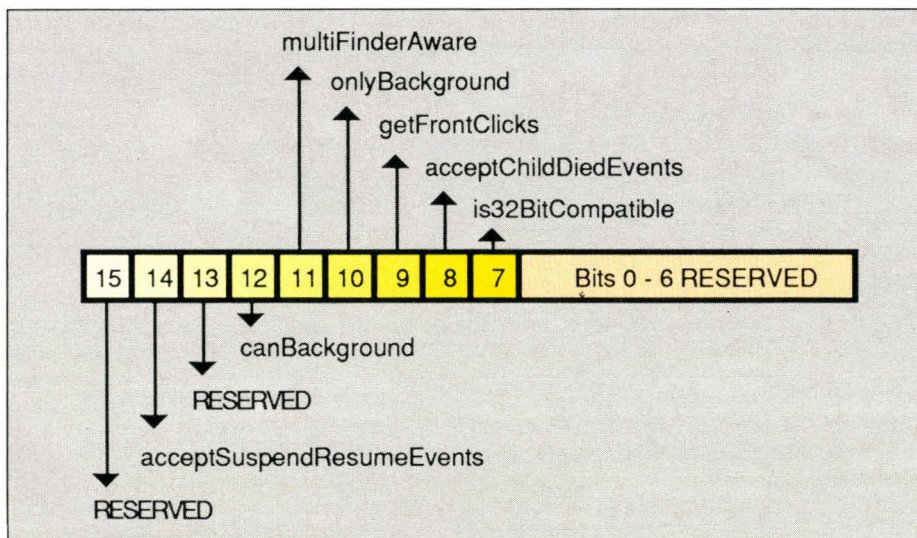 multiFinderAware
onlyBackground
getFrontClicks
acceptChildDiedEvents
is32BitCompatible
15 14 13 12 11 10 9 8 7 Bits 0 - 6 RESERVED
canBackground
RESERVED
acceptSuspendResumeEvents
RESERVED